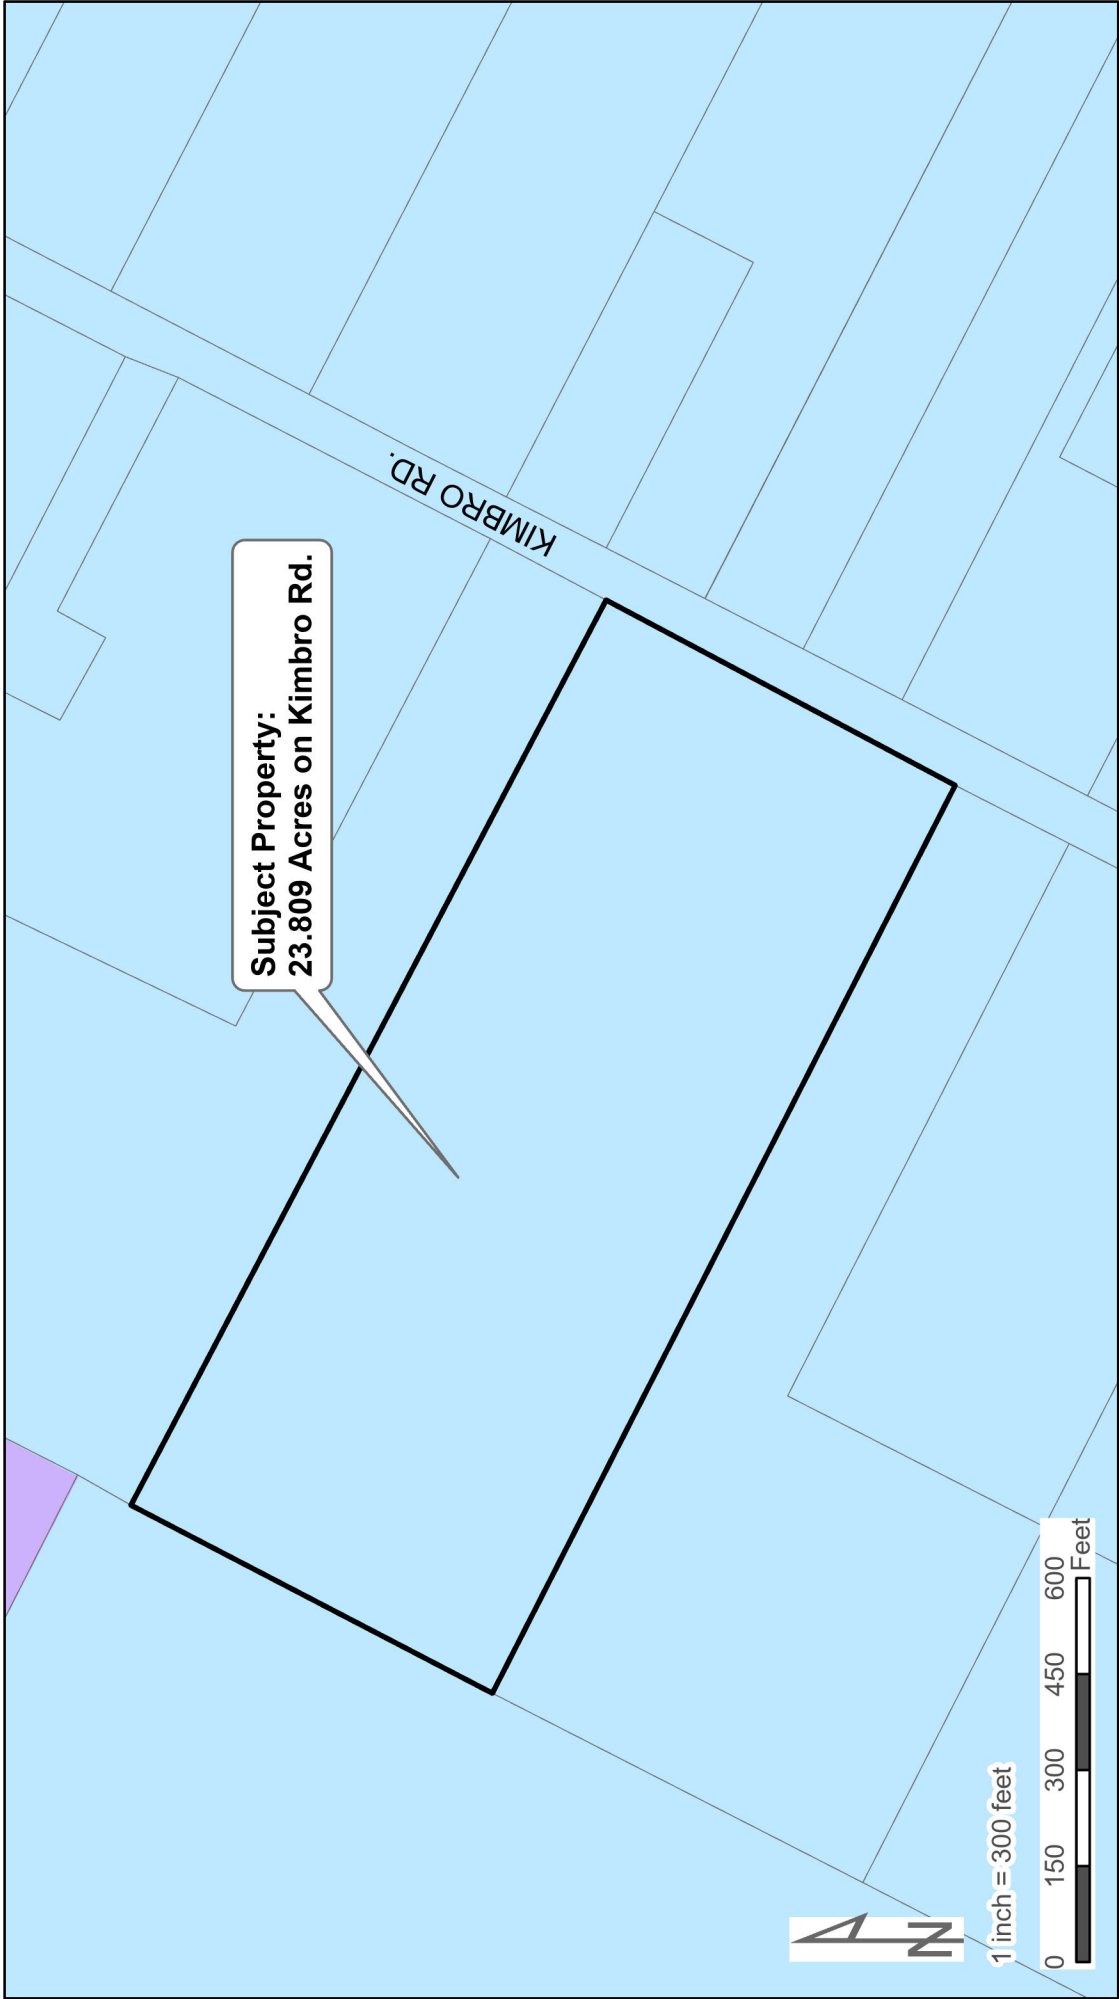 Subject Property:
23.809 Acres on Kimbro Rd.
KIMBRO RD.
N
1 inch = 300 feet
0 150 300 450 600
Feet